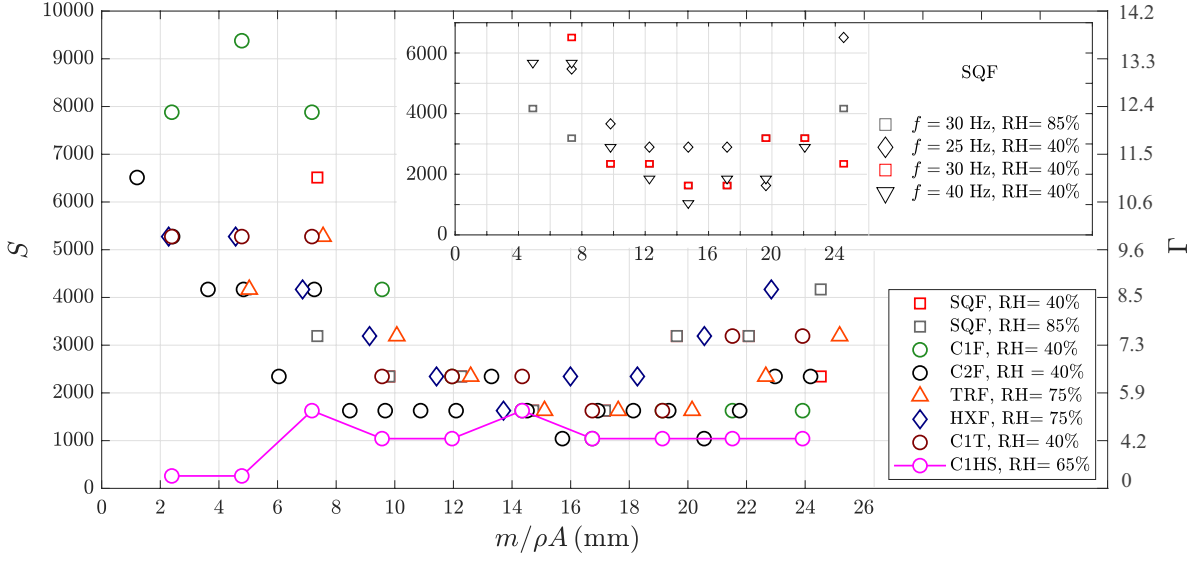 10000
9000
8000
7000
6000
5000
4000
3000
2000
1000
0
S
0 2 4 6 8 10 12 14 16 18 20 22 24 26
m/ρA (mm)
14.2
13.3
12.4
11.5
10.6
9.6
8.5
7.3
5.9
4.2
0
Γ
6000
4000
2000
0
0 4 8 12 16 20 24
SQF
f = 30 Hz, RH= 85%
f = 25 Hz, RH= 40%
f = 30 Hz, RH= 40%
f = 40 Hz, RH= 40%
SQF, RH= 40%
SQF, RH= 85%
C1F, RH= 40%
C2F, RH = 40%
TRF, RH= 75%
HXF, RH= 75%
C1T, RH= 40%
C1HS, RH= 65%